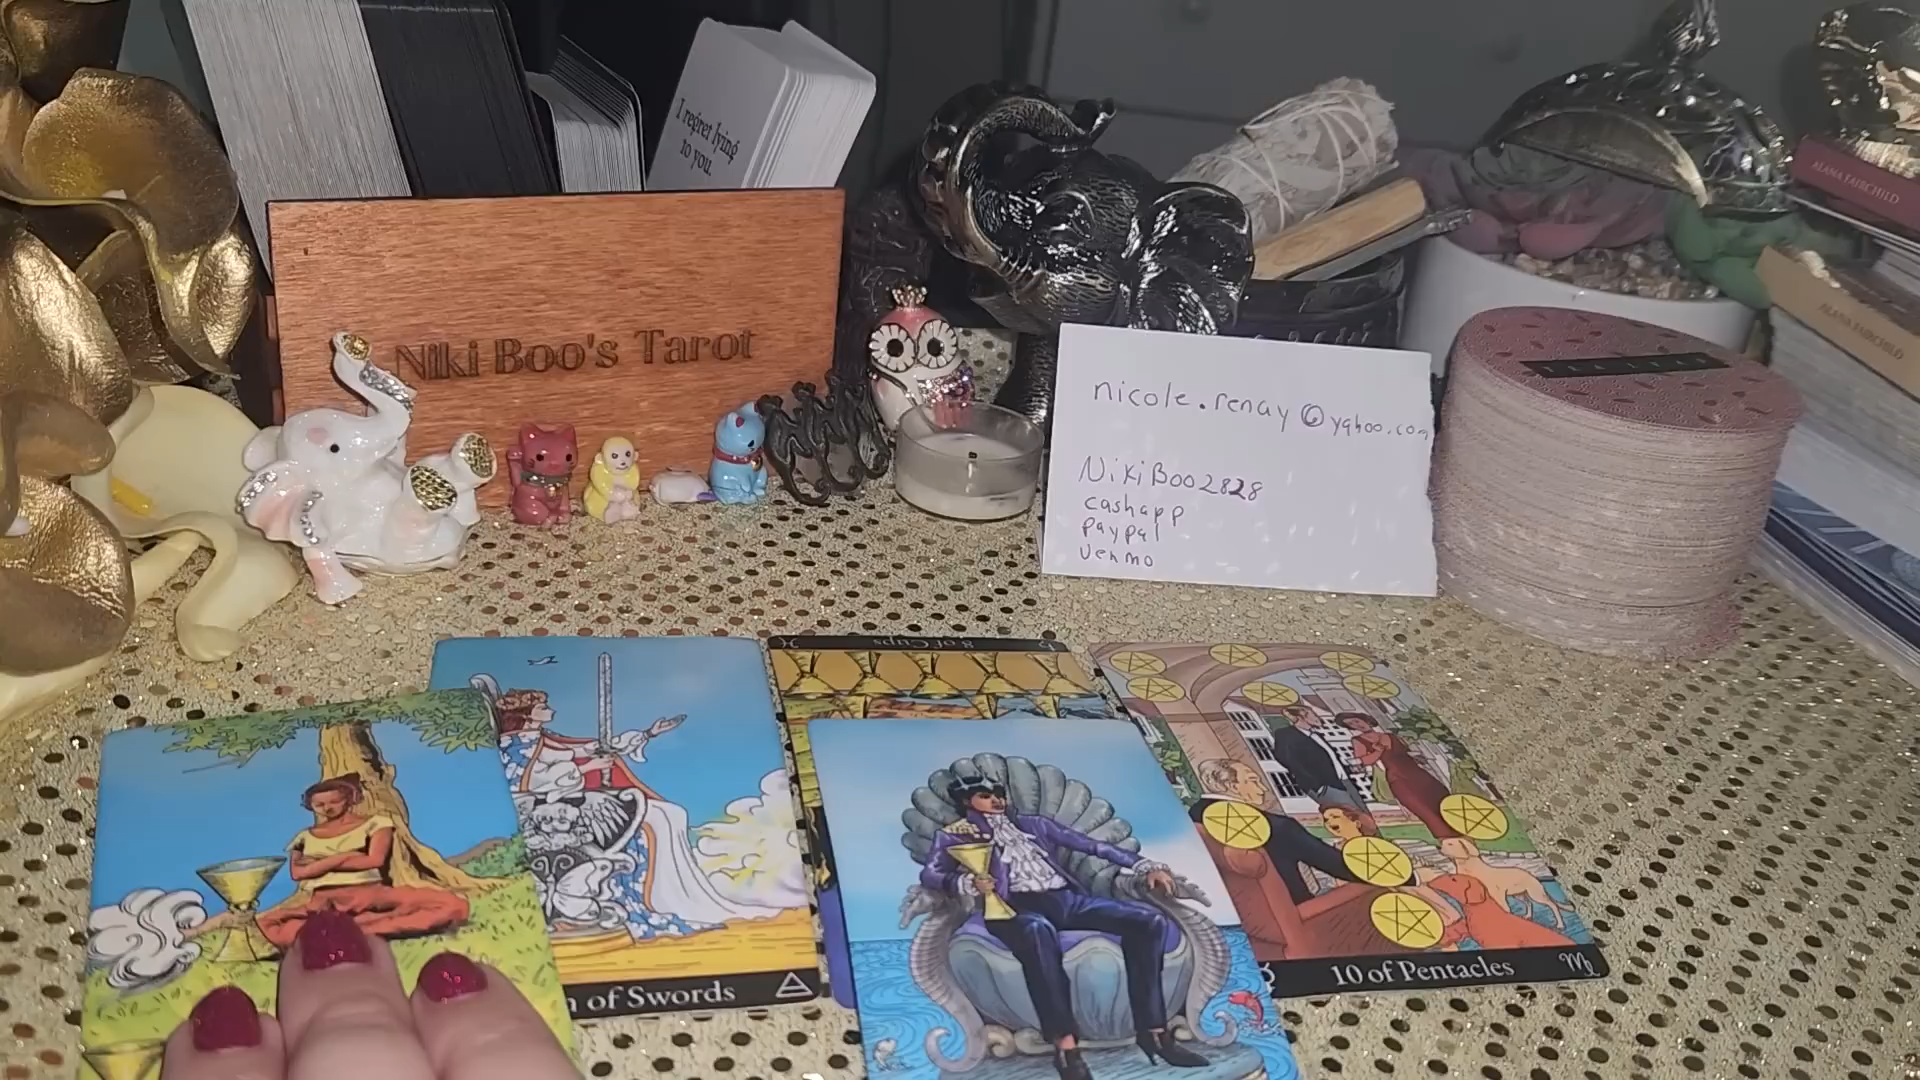 I regret lying
to you.
Niki Boo's Tarot
nicole.renay@yahoo.com
NikiBoo2828
cashapp
paypal
venmo
ALANA FAIRCHILD
ALANA FAIRCHILD
8 of Cups
of Swords
10 of Pentacles